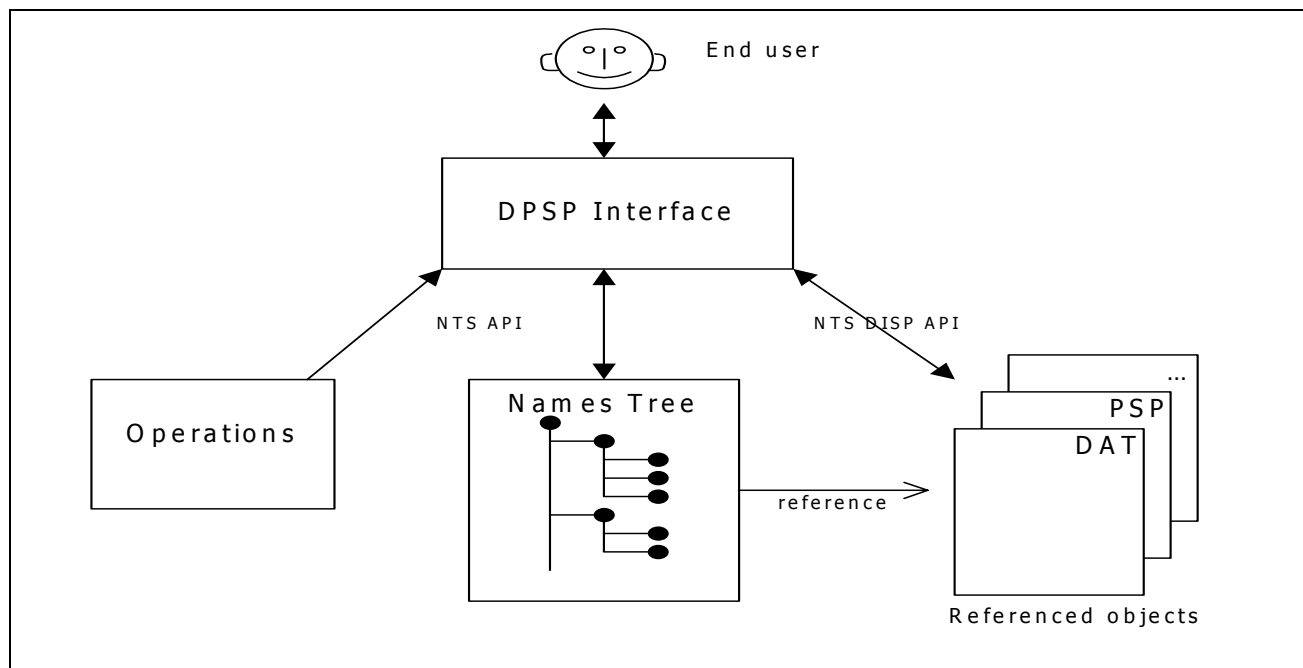 End user
DPSP Interface
NTS API
NTS DISP API
Operations
Names Tree
...
PSP
DAT
reference
Referenced objects